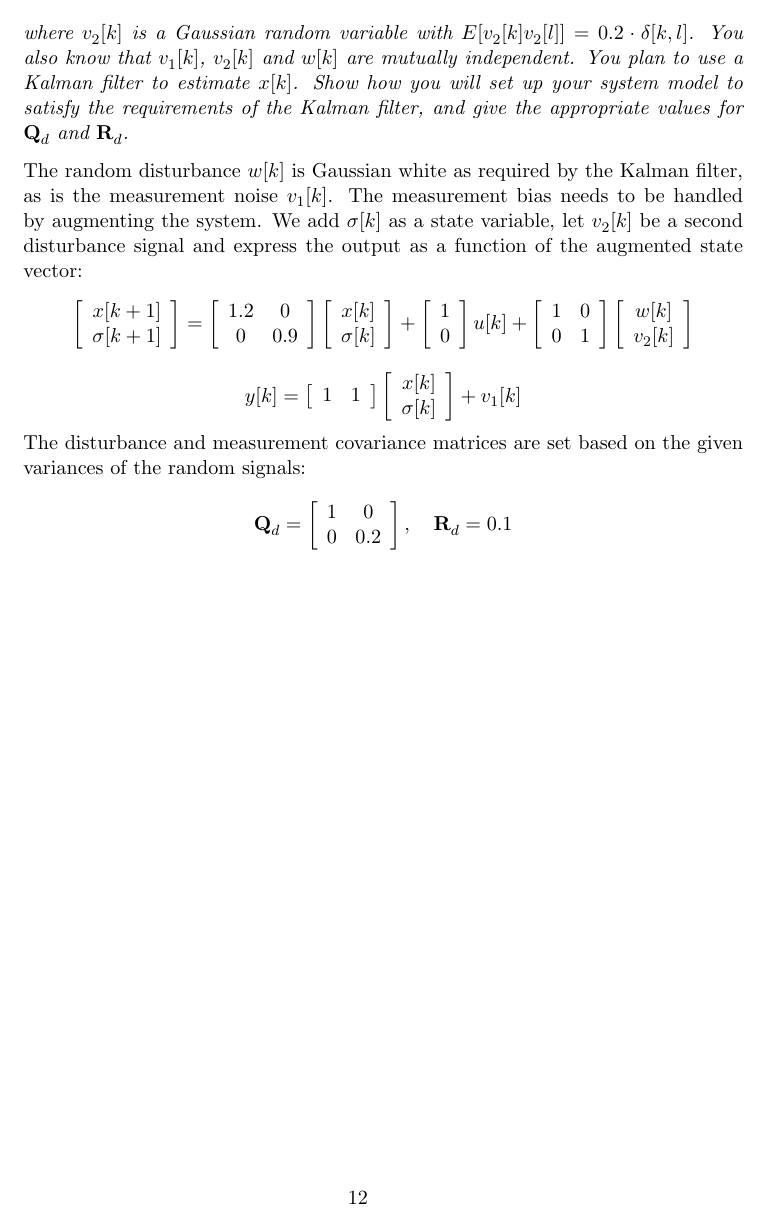 where v₂[k] is a Gaussian random variable with E[v₂[k]v₂[l]] = 0.2 · δ[k, l]. You
also know that v₁[k], v₂[k] and w[k] are mutually independent. You plan to use a
Kalman filter to estimate x[k]. Show how you will set up your system model to
satisfy the requirements of the Kalman filter, and give the appropriate values for
Q_d and R_d.
The random disturbance w[k] is Gaussian white as required by the Kalman filter,
as is the measurement noise v₁[k]. The measurement bias needs to be handled
by augmenting the system. We add σ[k] as a state variable, let v₂[k] be a second
disturbance signal and express the output as a function of the augmented state
vector:
[ x[k + 1] ; σ[k + 1] ] = [ 1.2 0 ; 0 0.9 ] [ x[k] ; σ[k] ] + [ 1 ; 0 ] u[k] + [ 1 0 ; 0 1 ] [ w[k] ; v₂[k] ]
y[k] = [ 1 1 ] [ x[k] ; σ[k] ] + v₁[k]
The disturbance and measurement covariance matrices are set based on the given
variances of the random signals:
Q_d = [ 1 0 ; 0 0.2 ] , R_d = 0.1
12